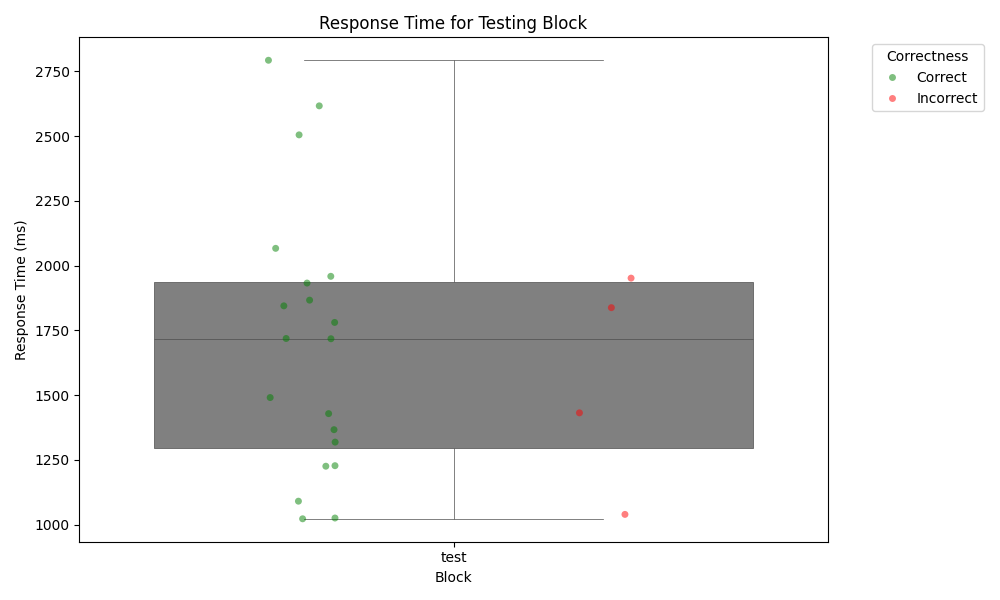 Response Time for Testing Block
Correctness
Correct
Incorrect
Response Time (ms)
2750
2500
2250
2000
1750
1500
1250
1000
test
Block